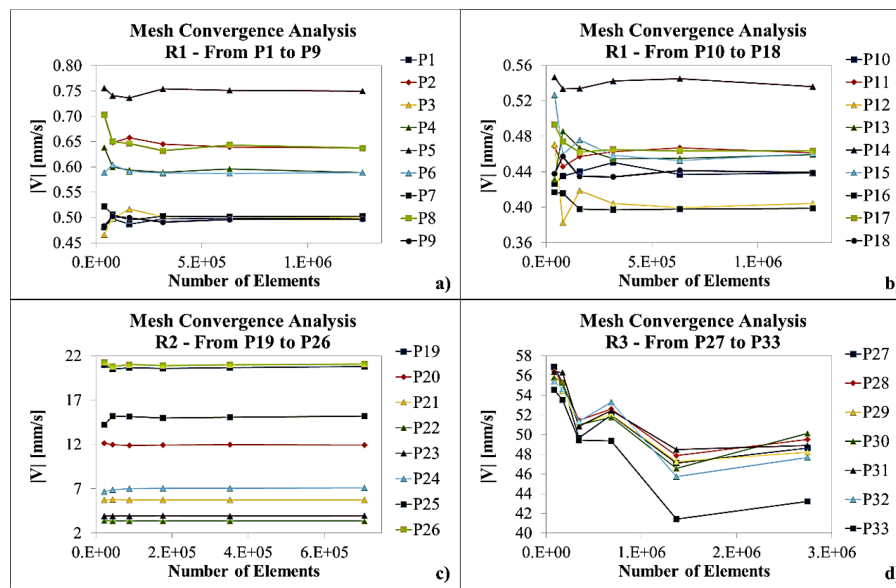 Mesh Convergence Analysis
R1 - From P1 to P9
|V| [mm/s]
0.80
0.75
0.70
0.65
0.60
0.55
0.50
0.45
0.E+00
5.E+05
1.E+06
Number of Elements
P1
P2
P3
P4
P5
P6
P7
P8
P9
a)
Mesh Convergence Analysis
R1 - From P10 to P18
|V| [mm/s]
0.56
0.52
0.48
0.44
0.40
0.36
0.E+00
5.E+05
1.E+06
Number of Elements
P10
P11
P12
P13
P14
P15
P16
P17
P18
b)
Mesh Convergence Analysis
R2 - From P19 to P26
|V| [mm/s]
22
17
12
7
2
0.E+00
2.E+05
4.E+05
6.E+05
Number of Elements
P19
P20
P21
P22
P23
P24
P25
P26
c)
Mesh Convergence Analysis
R3 - From P27 to P33
|V| [mm/s]
58
56
54
52
50
48
46
44
42
40
0.E+00
1.E+06
2.E+06
3.E+06
Number of Elements
P27
P28
P29
P30
P31
P32
P33
d